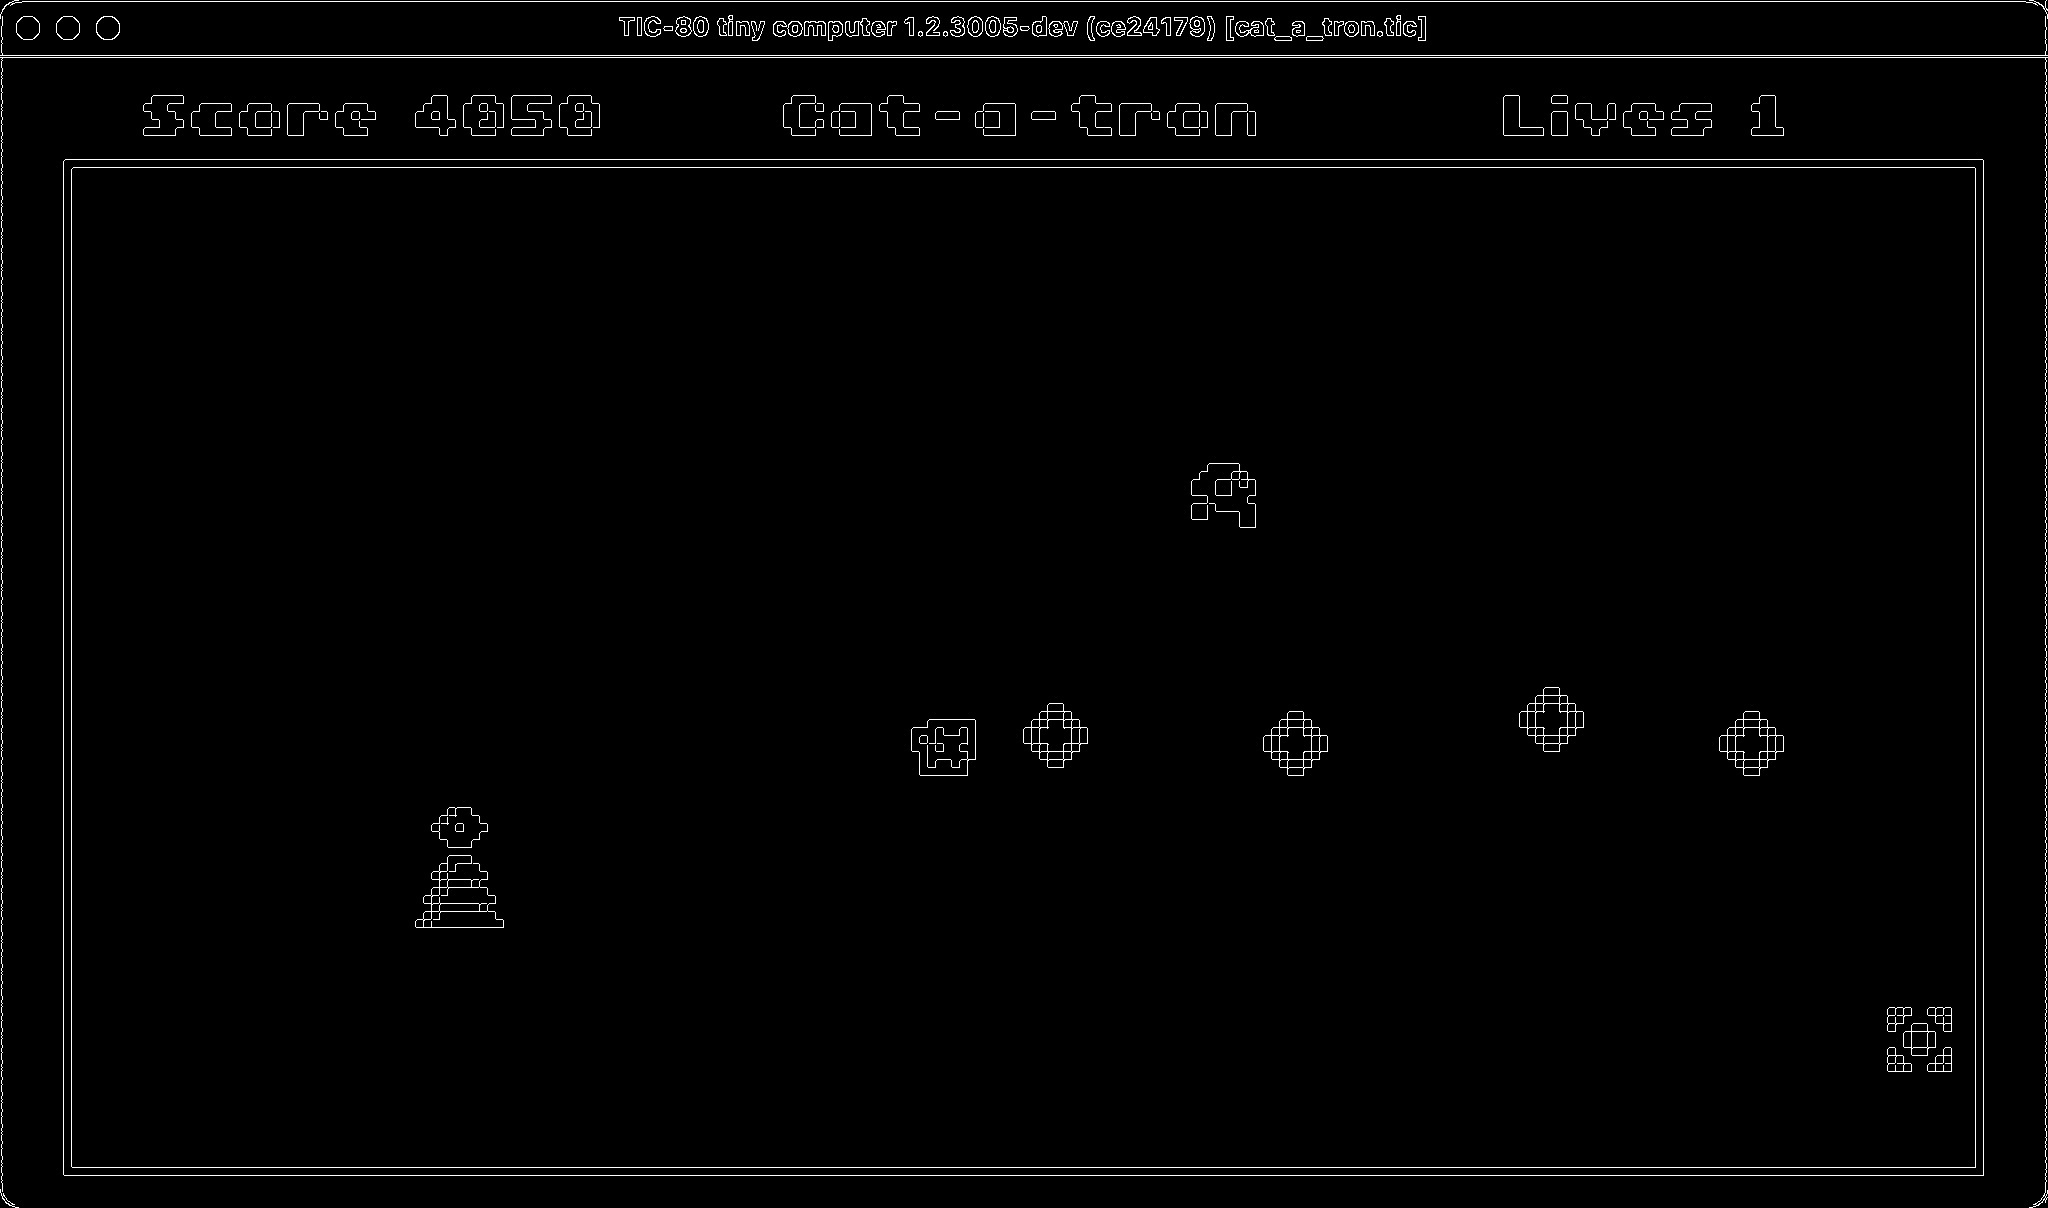 TIC-80 tiny computer 1.2.3005-dev (ce24179) [cat_a_tron.tic]
Score 4050 Cat-a-tron Lives 1